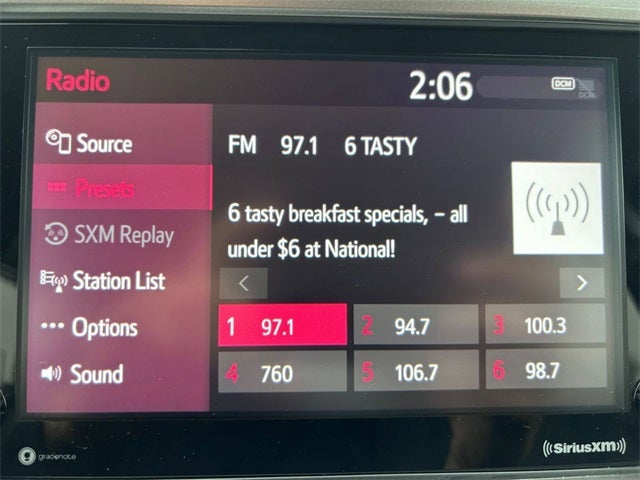 Radio
2:06
DCM
DCM
Source
FM 97.1 6 TASTY
Presets
6 tasty breakfast specials, – all
under $6 at National!
SXM Replay
Station List
< >
Options
1 97.1 2 94.7 3 100.3
Sound
4 760 5 106.7 6 98.7
gracenote
SiriusXM